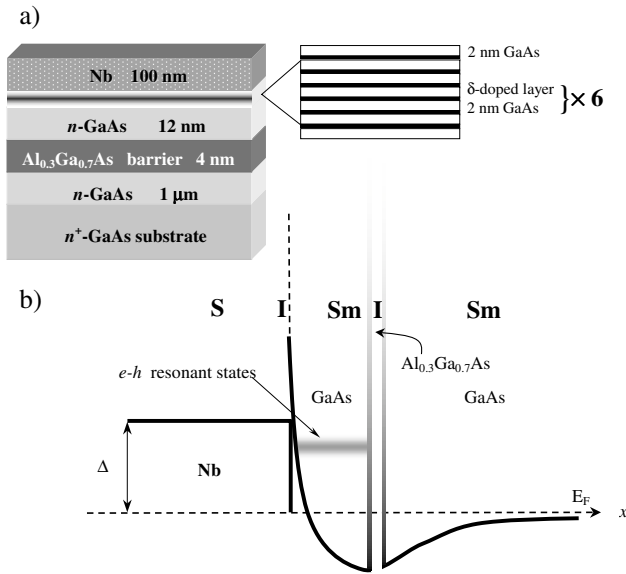 a)
Nb 100 nm
n-GaAs 12 nm
Al0.3Ga0.7As barrier 4 nm
n-GaAs 1 μm
n+-GaAs substrate
2 nm GaAs
δ-doped layer
2 nm GaAs
}× 6
b)
S I Sm I Sm
Al0.3Ga0.7As
e-h resonant states
GaAs
GaAs
Δ
Nb
EF
x